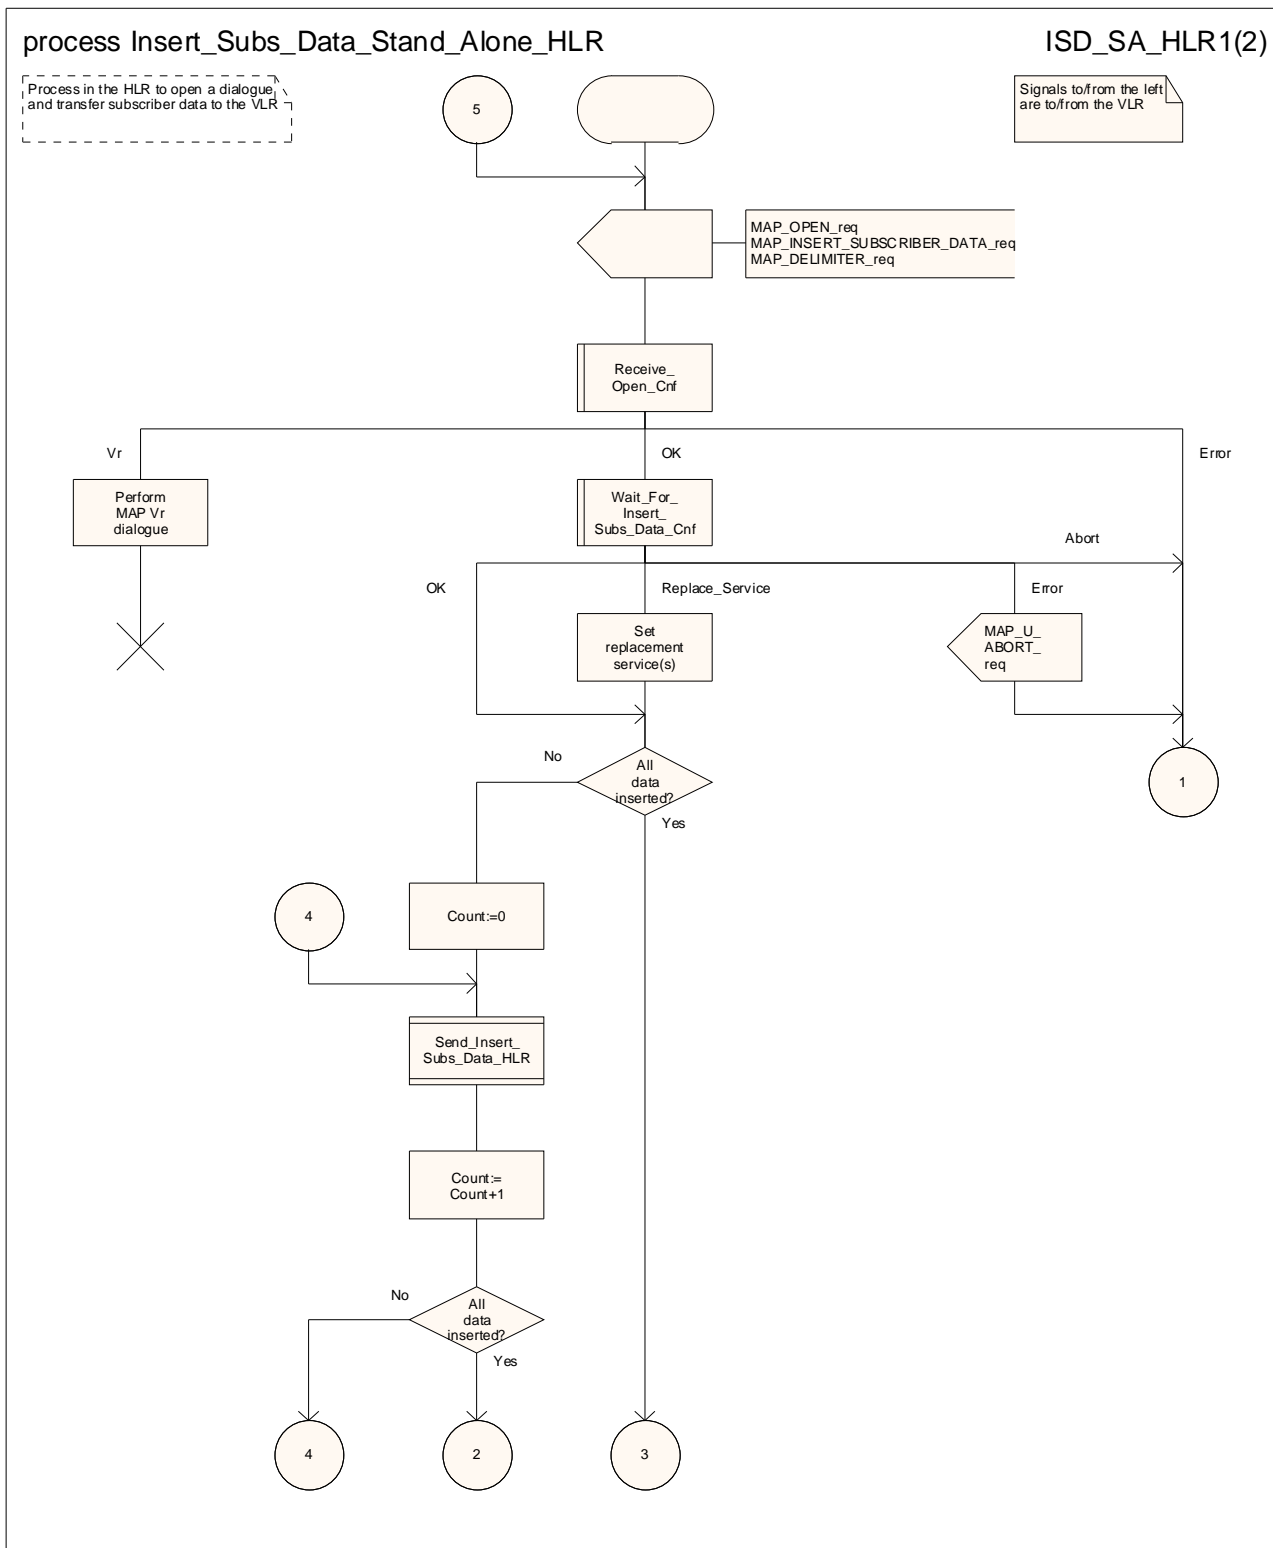 process Insert_Subs_Data_Stand_Alone_HLR
ISD_SA_HLR1(2)
Process in the HLR to open a dialogue
and transfer subscriber data to the VLR
5
Signals to/from the left
are to/from the VLR
MAP_OPEN_req
MAP_INSERT_SUBSCRIBER_DATA_req
MAP_DELIMITER_req
Receive_
Open_Cnf
Vr
OK
Error
Perform
MAP Vr
dialogue
Wait_For_
Insert_
Subs_Data_Cnf
Abort
OK
Replace_Service
Error
Set
replacement
service(s)
MAP_U_
ABORT_
req
No
All
data
inserted?
Yes
1
4
Count:=0
Send_Insert_
Subs_Data_HLR
Count:=
Count+1
No
All
data
inserted?
Yes
4
2
3